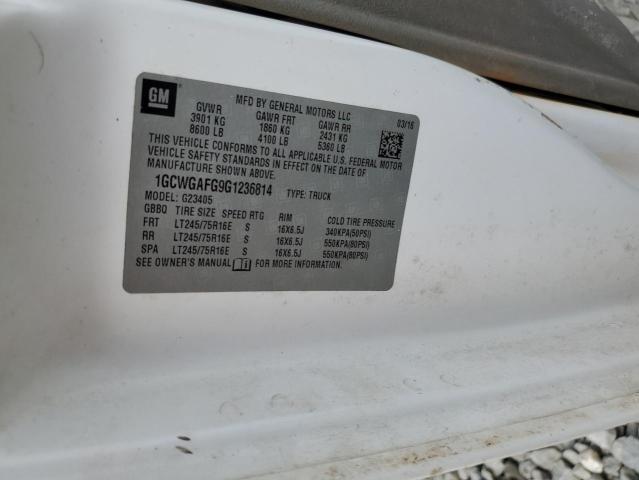 GM
MFD BY GENERAL MOTORS LLC
03/16
GVWR GAWR FRT GAWR RR
3901 KG 1860 KG 2431 KG
8600 LB 4100 LB 5360 LB
THIS VEHICLE CONFORMS TO ALL APPLICABLE U.S. FEDERAL MOTOR
VEHICLE SAFETY STANDARDS IN EFFECT ON THE DATE OF
MANUFACTURE SHOWN ABOVE.
1GCWGAFG9G1236814 TYPE: TRUCK
MODEL: G23405
GBBQ TIRE SIZE SPEED RTG RIM COLD TIRE PRESSURE
FRT LT245/75R16E S 16X6.5J 340KPA(50PSI)
RR LT245/75R16E S 16X6.5J 550KPA(80PSI)
SPA LT245/75R16E S 16X6.5J 550KPA(80PSI)
SEE OWNER'S MANUAL FOR MORE INFORMATION.